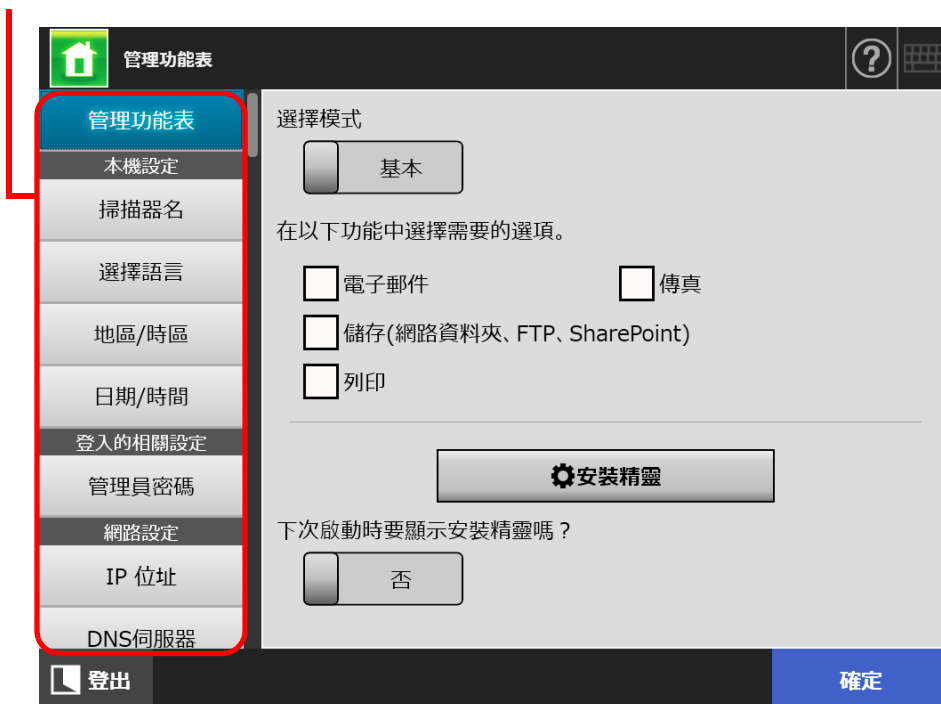 管理功能表
?
管理功能表
本機設定
掃描器名
選擇語言
地區/時區
日期/時間
登入的相關設定
管理員密碼
網路設定
IP 位址
DNS伺服器
選擇模式
基本
在以下功能中選擇需要的選項。
電子郵件
傳真
儲存(網路資料夾、FTP、SharePoint)
列印
安裝精靈
下次啟動時要顯示安裝精靈嗎？
否
登出
確定